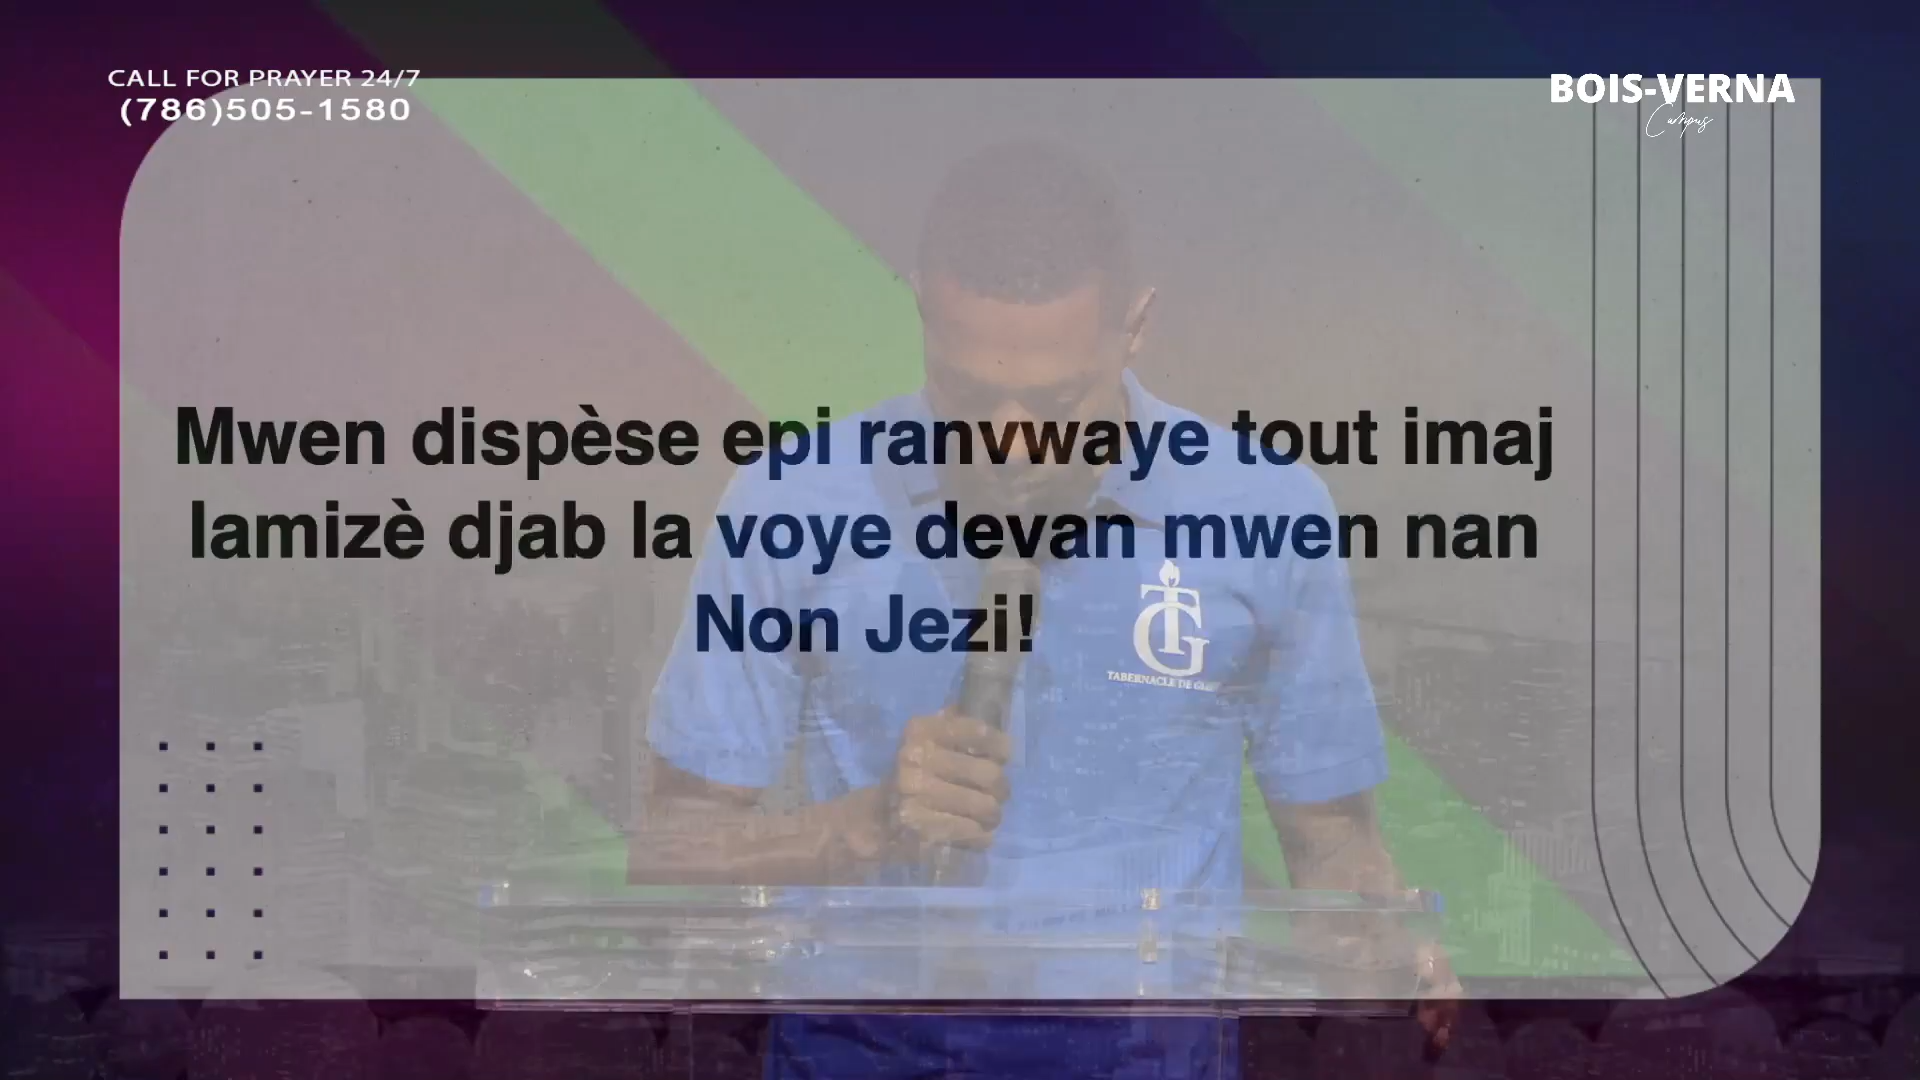 CALL FOR PRAYER 24/7
(786)505-1580
BOIS-VERNA
Campus
Mwen dispèse epi ranvwaye tout imaj
lamizè djab la voye devan mwen nan
Non Jezi!
TG
TABERNACLE DE